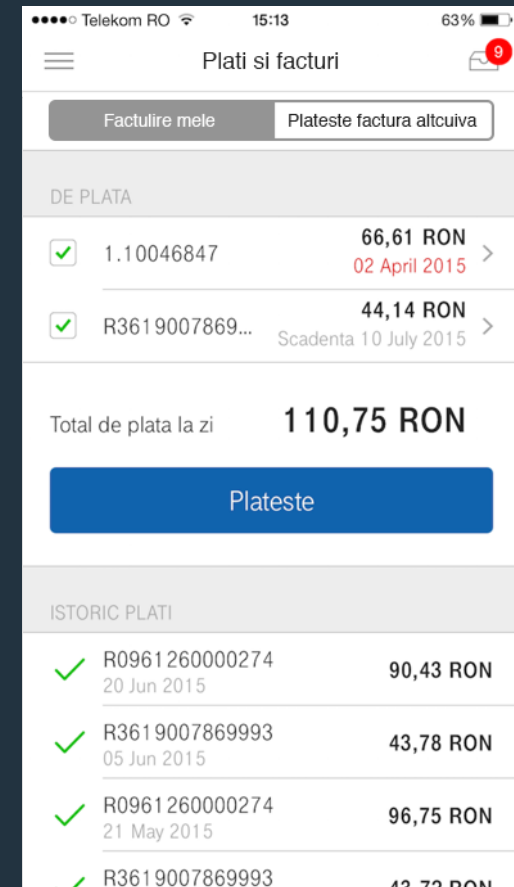 Telekom RO 15:13 63%
Plati si facturi 9
Factulire mele Plateste factura altcuiva
DE PLATA
1.10046847 66,61 RON
02 April 2015
R3619007869... 44,14 RON
Scadenta 10 July 2015
Total de plata la zi 110,75 RON
Plateste
ISTORIC PLATI
R0961260000274 90,43 RON
20 Jun 2015
R3619007869993 43,78 RON
05 Jun 2015
R0961260000274 96,75 RON
21 May 2015
R3619007869993 43,72 RON